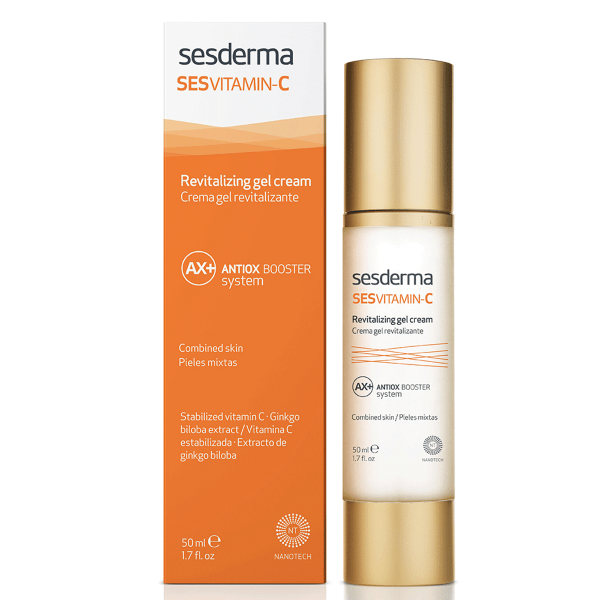 sesderma
SESVITAMIN-C
Revitalizing gel cream
Crema gel revitalizante
AX+ ANTIOX BOOSTER
system
Combined skin
Pieles mixtas
Stabilized vitamin C · Ginkgo
biloba extract / Vitamina C
estabilizada · Extracto de
ginkgo biloba
50 ml e
1.7 fl. oz
NT
NANOTECH
sesderma
SESVITAMIN-C
Revitalizing gel cream
Crema gel revitalizante
AX+ ANTIOX BOOSTER
system
Combined skin / Pieles mixtas
50 ml e
1.7 fl. oz
NT
NANOTECH